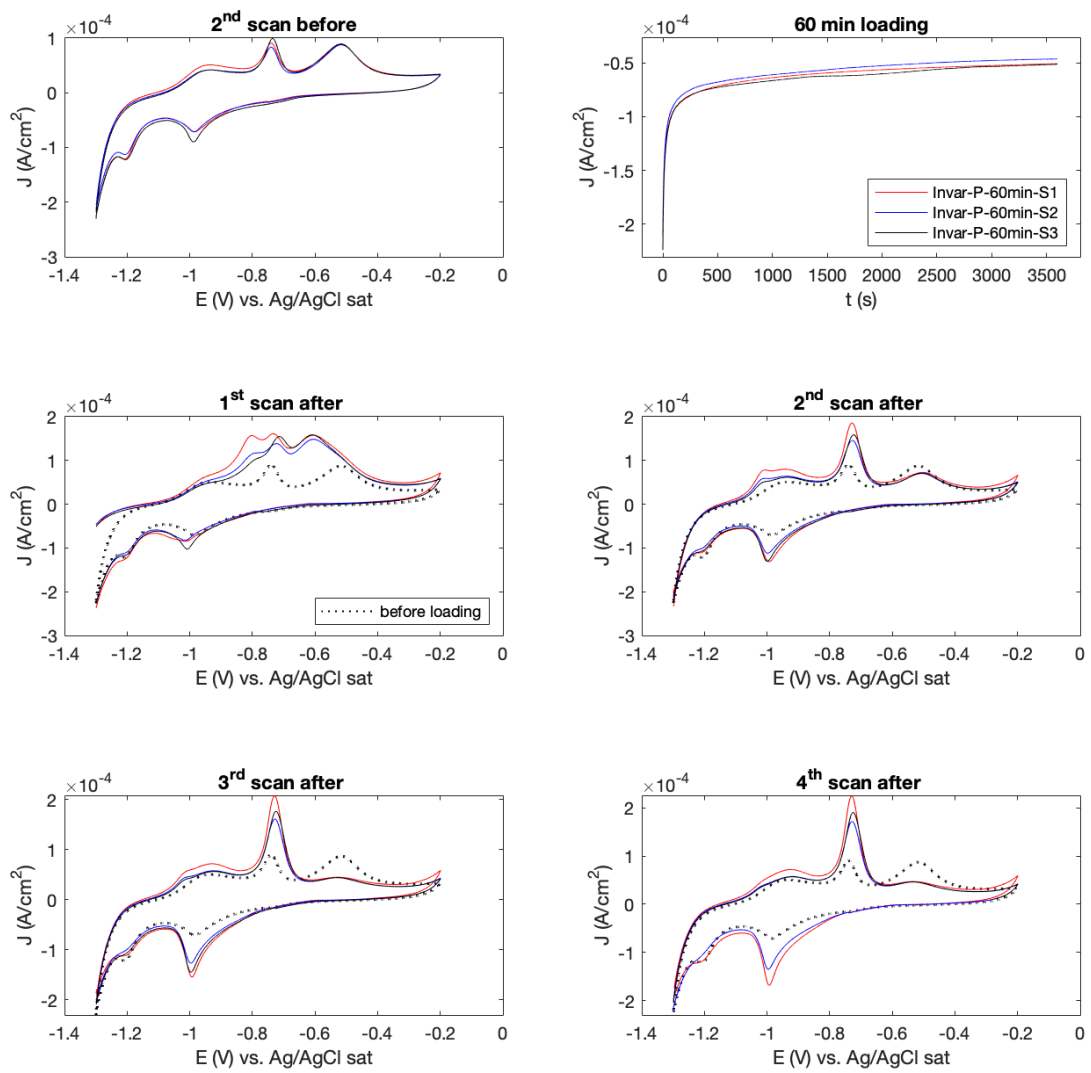 2nd scan before
×10-4
1
0
-1
-2
-3
J (A/cm2)
-1.4 -1.2 -1 -0.8 -0.6 -0.4 -0.2 0
E (V) vs. Ag/AgCl sat
60 min loading
×10-4
-0.5
-1
-1.5
-2
J (A/cm2)
0 500 1000 1500 2000 2500 3000 3500
t (s)
Invar-P-60min-S1
Invar-P-60min-S2
Invar-P-60min-S3
1st scan after
×10-4
2
1
0
-1
-2
-3
J (A/cm2)
-1.4 -1.2 -1 -0.8 -0.6 -0.4 -0.2 0
E (V) vs. Ag/AgCl sat
before loading
2nd scan after
×10-4
2
1
0
-1
-2
-3
J (A/cm2)
-1.4 -1.2 -1 -0.8 -0.6 -0.4 -0.2 0
E (V) vs. Ag/AgCl sat
3rd scan after
×10-4
2
1
0
-1
-2
J (A/cm2)
-1.4 -1.2 -1 -0.8 -0.6 -0.4 -0.2 0
E (V) vs. Ag/AgCl sat
4th scan after
×10-4
2
1
0
-1
-2
J (A/cm2)
-1.4 -1.2 -1 -0.8 -0.6 -0.4 -0.2 0
E (V) vs. Ag/AgCl sat